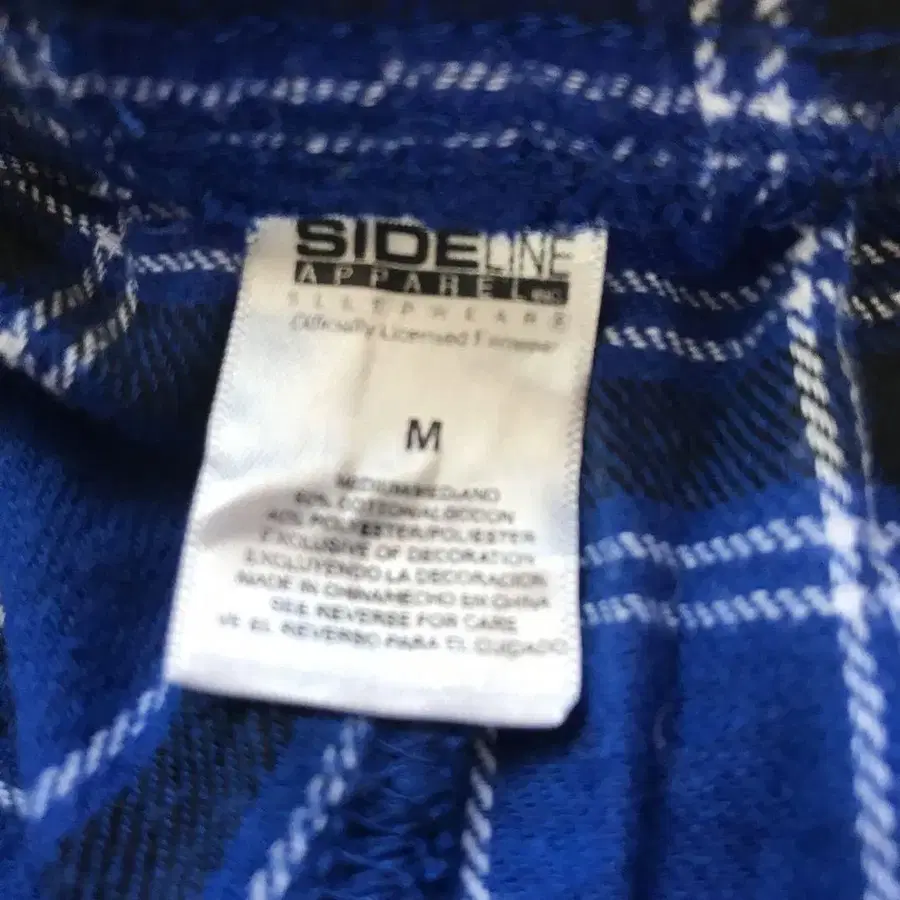 SIDELINE
APPAREL INC
SLEEPWEAR
Officially Licensed
M
MEDIUM/MEDIANO
60% COTTON/ALGODON
40% POLYESTER/POLIESTER
EXCLUSIVE OF DECORATION
EXCLUYENDO LA DECORACION
MADE IN CHINA/HECHO EN CHINA
SEE REVERSE FOR CARE
VE EL REVERSO PARA EL CUIDADO